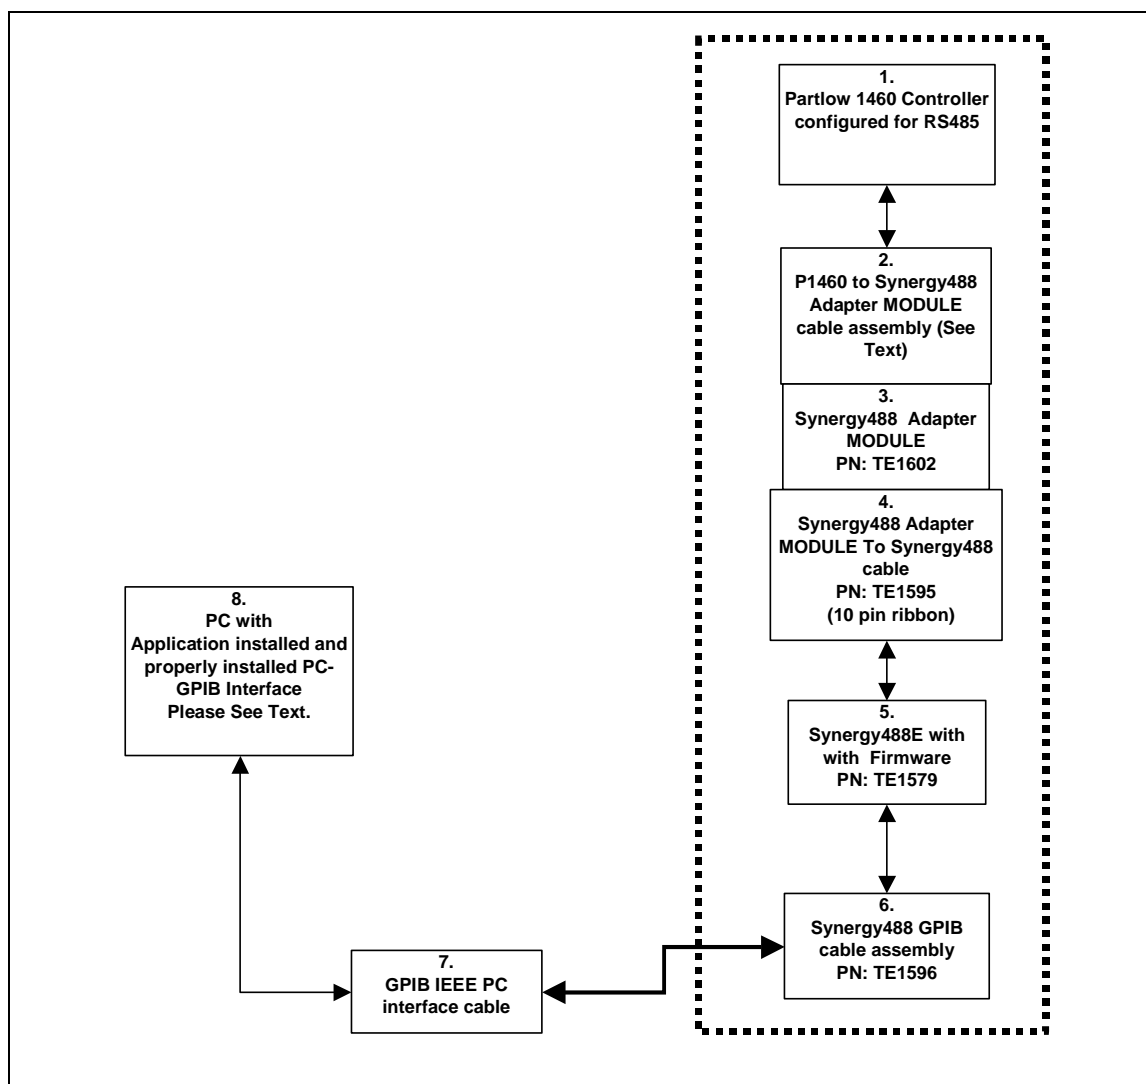 1.
Partlow 1460 Controller
configured for RS485
2.
P1460 to Synergy488
Adapter MODULE
cable assembly (See
Text)
3.
Synergy488 Adapter
MODULE
PN: TE1602
4.
Synergy488 Adapter
MODULE To Synergy488
cable
PN: TE1595
(10 pin ribbon)
5.
Synergy488E with
with Firmware
PN: TE1579
6.
Synergy488 GPIB
cable assembly
PN: TE1596
7.
GPIB IEEE PC
interface cable
8.
PC with
Application installed and
properly installed PC-
GPIB Interface
Please See Text.